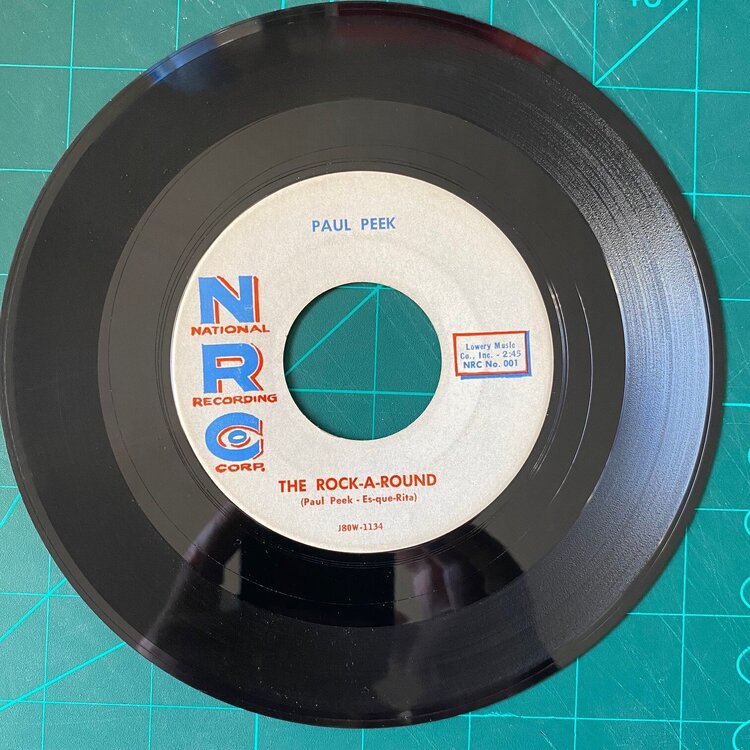 PAUL PEEK
N
NATIONAL
R
RECORDING
C
CORP.
Lowery Music
Co., Inc. - 2:45
NRC No. 001
THE ROCK-A-ROUND
(Paul Peek - Es-que-Rita)
J80W-1134